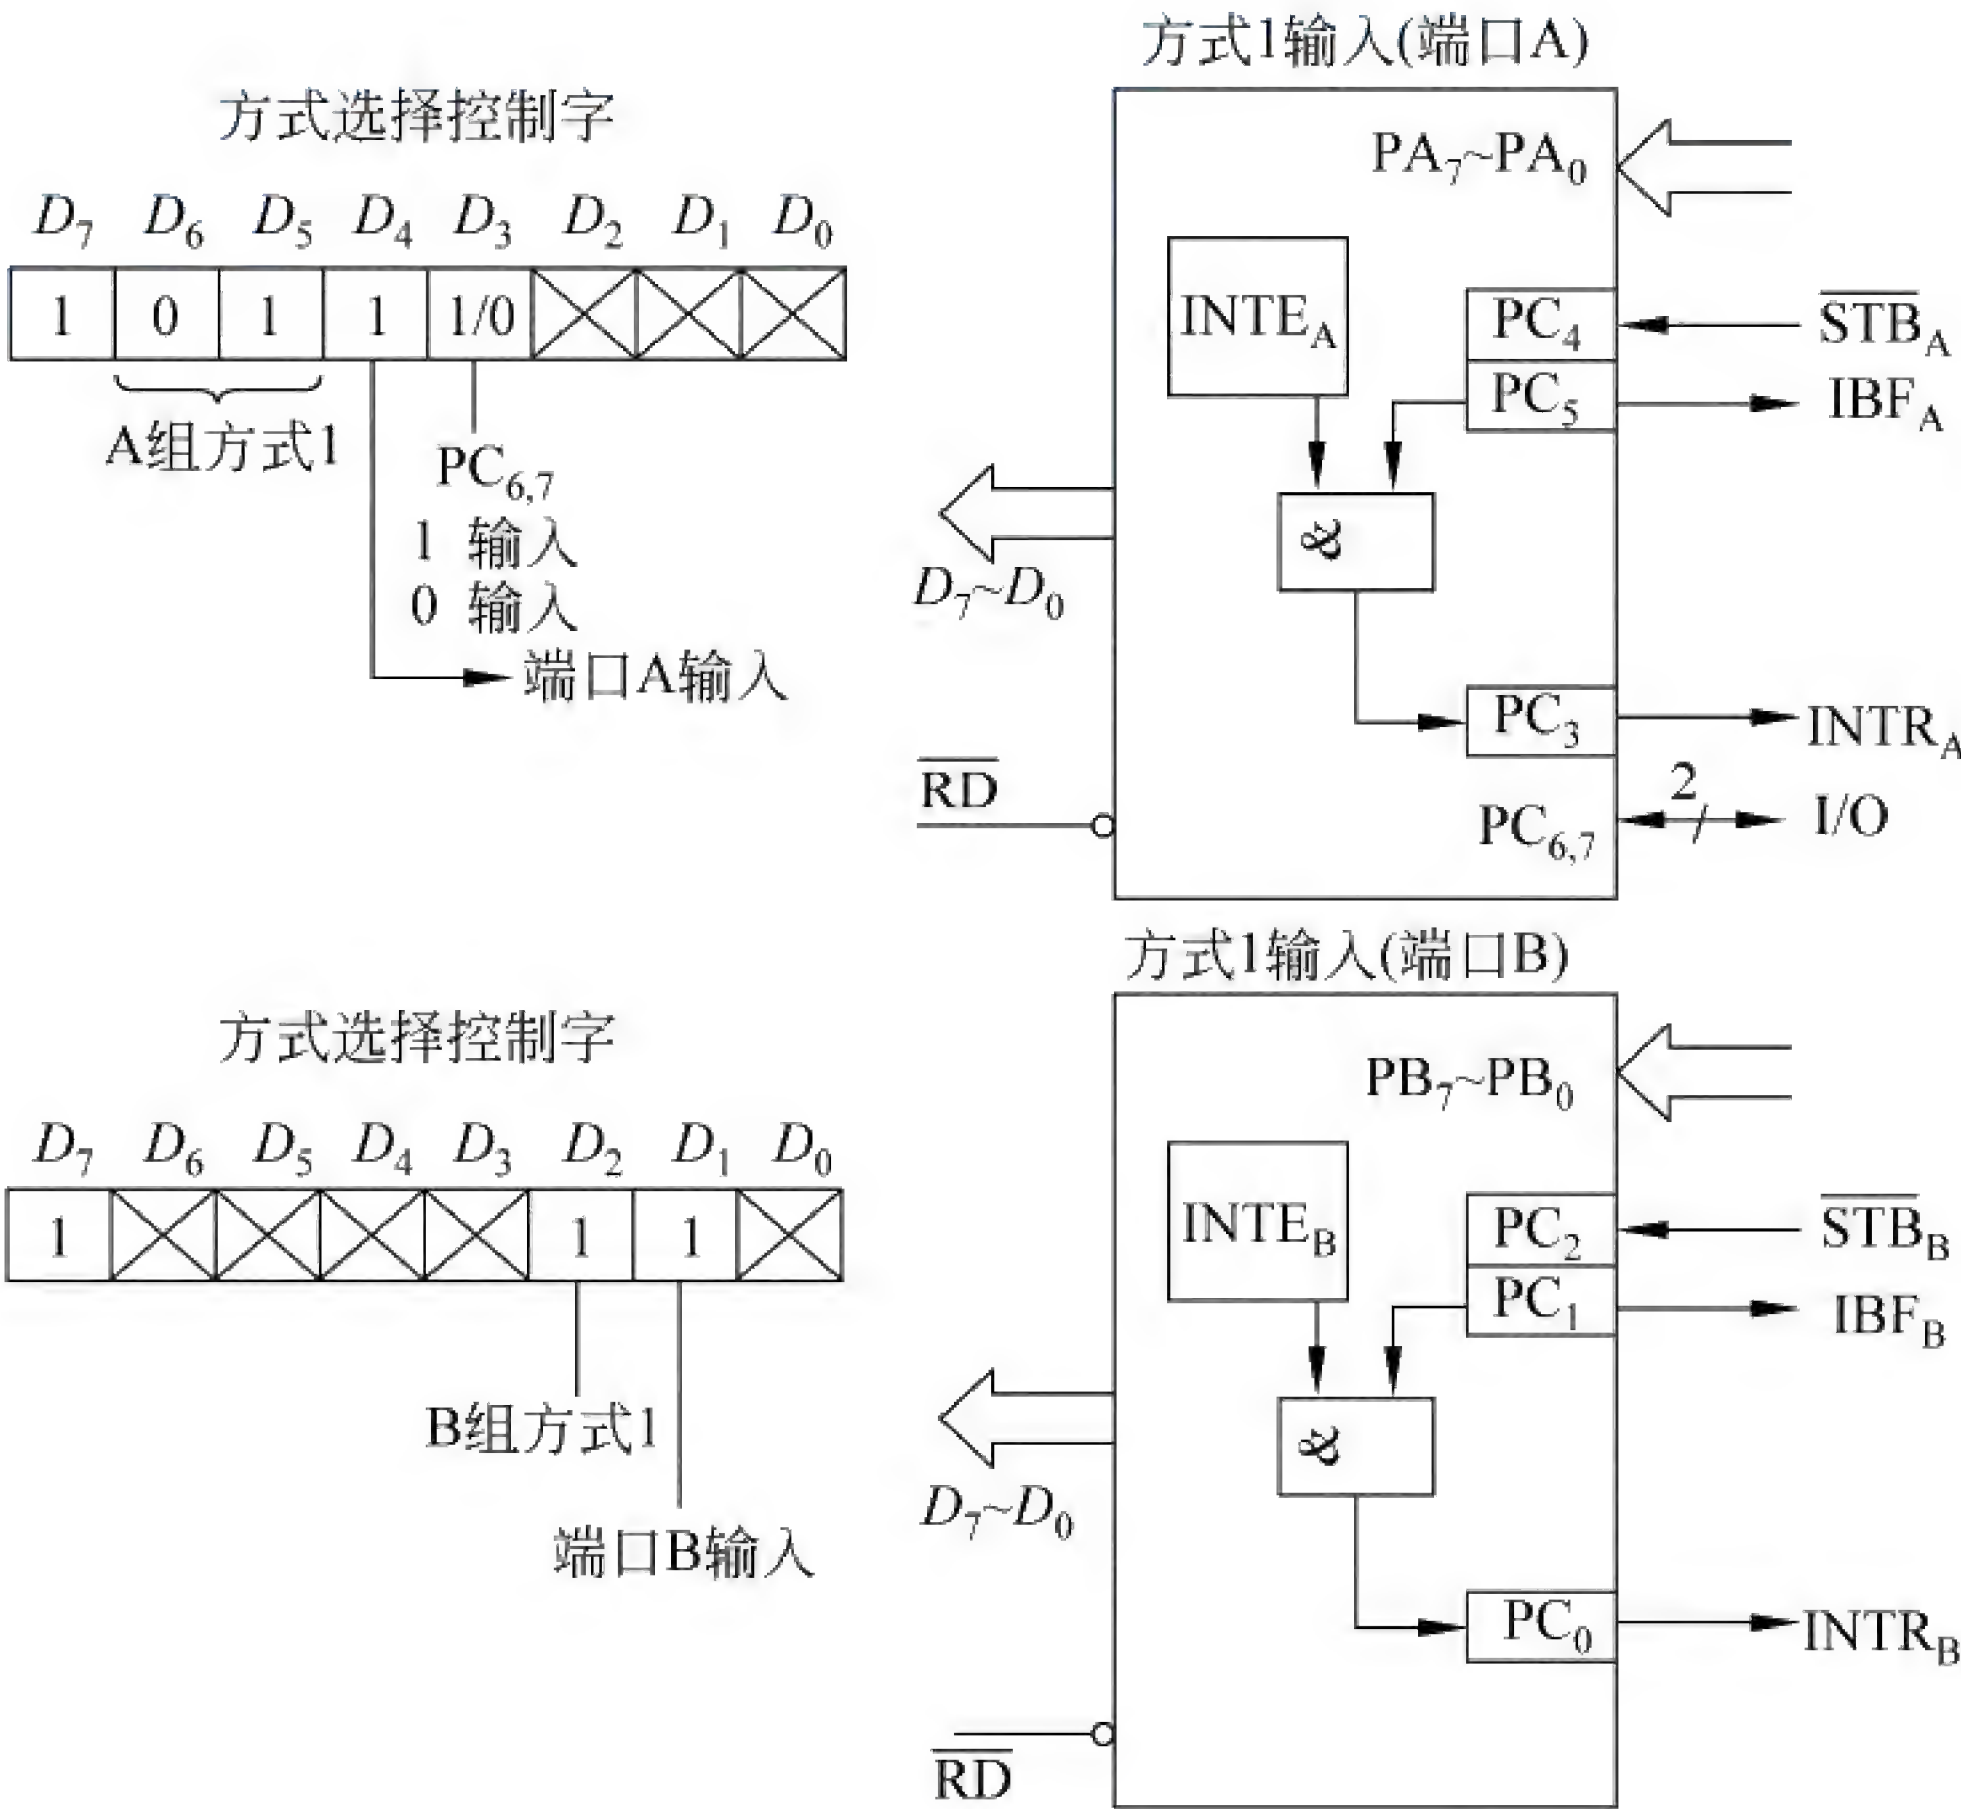 方式选择控制字
D7 D6 D5 D4 D3 D2 D1 D0
1 0 1 1 1/0
A组方式1
PC6,7
1 输入
0 输入
端口A输入
方式1输入(端口A)
PA7~PA0
INTEA
PC4
STBA
PC5
IBFA
&
D7~D0
PC3
INTRA
RD
PC6,7
2
I/O
方式选择控制字
D7 D6 D5 D4 D3 D2 D1 D0
1 1 1
B组方式1
端口B输入
方式1输入(端口B)
PB7~PB0
INTEB
PC2
STBB
PC1
IBFB
&
D7~D0
PC0
INTRB
RD